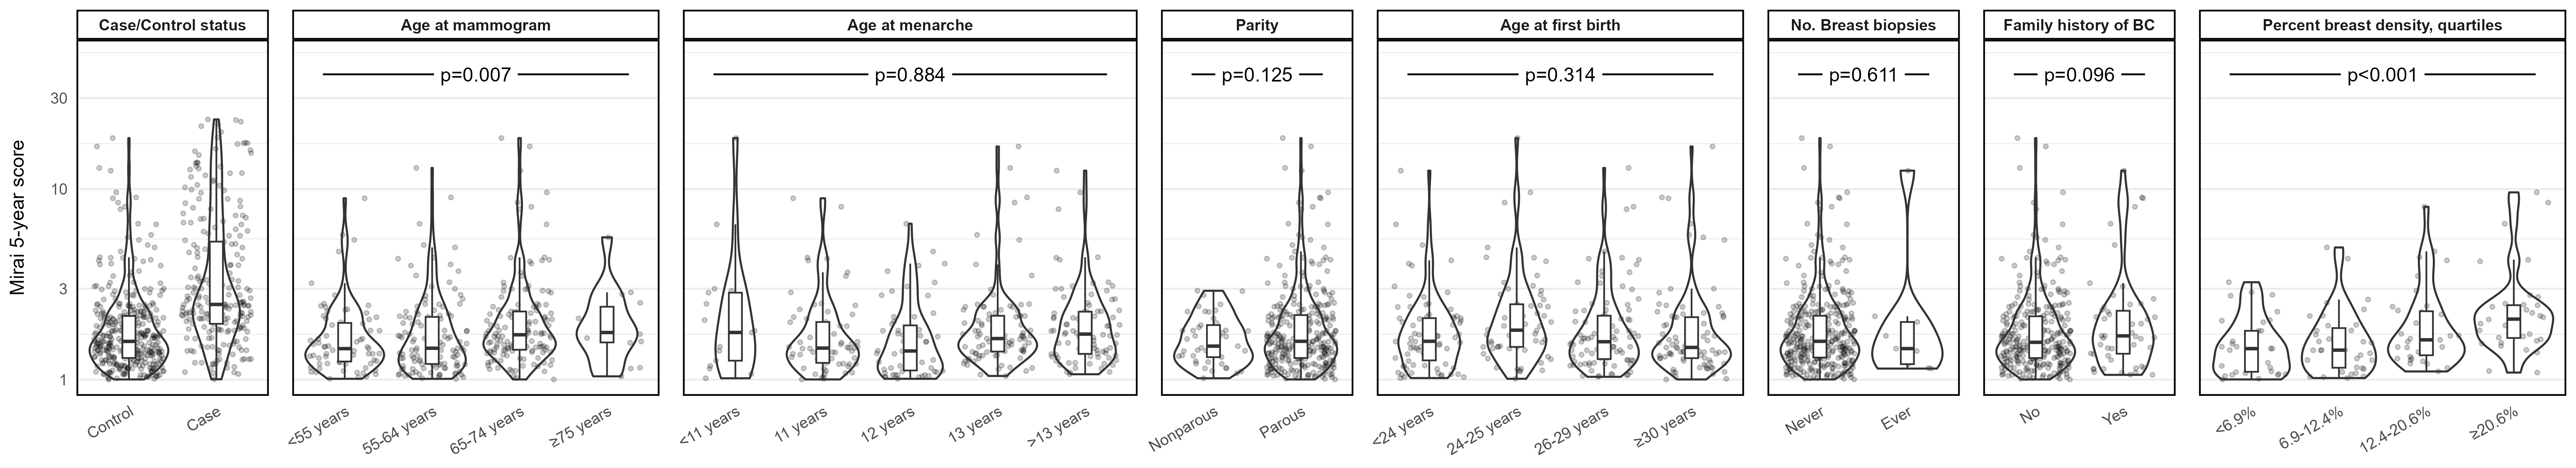 Case/Control status
Age at mammogram
Age at menarche
Parity
Age at first birth
No. Breast biopsies
Family history of BC
Percent breast density, quartiles
p=0.007
p=0.884
p=0.125
p=0.314
p=0.611
p=0.096
p<0.001
Mirai 5-year score
30
10
3
1
Control
Case
<55 years
55-64 years
65-74 years
≥75 years
<11 years
11 years
12 years
13 years
>13 years
Nonparous
Parous
<24 years
24-25 years
26-29 years
≥30 years
Never
Ever
No
Yes
<6.9%
6.9-12.4%
12.4-20.6%
≥20.6%